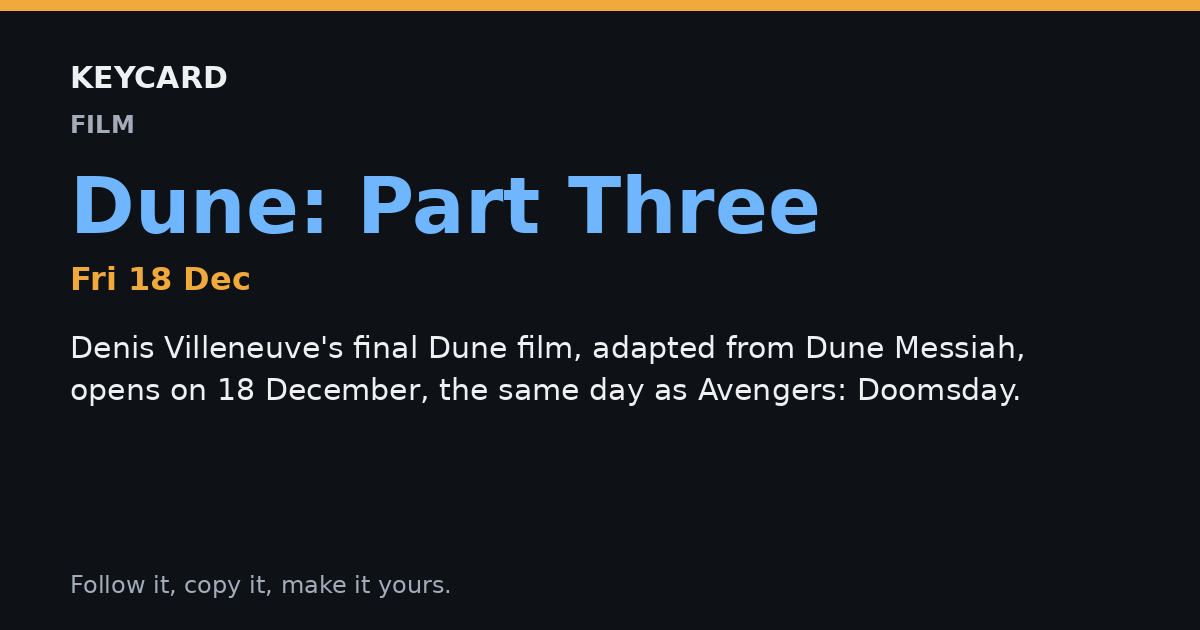 KEYCARD
FILM
Dune: Part Three
Fri 18 Dec
Denis Villeneuve's final Dune film, adapted from Dune Messiah,
opens on 18 December, the same day as Avengers: Doomsday.
Follow it, copy it, make it yours.